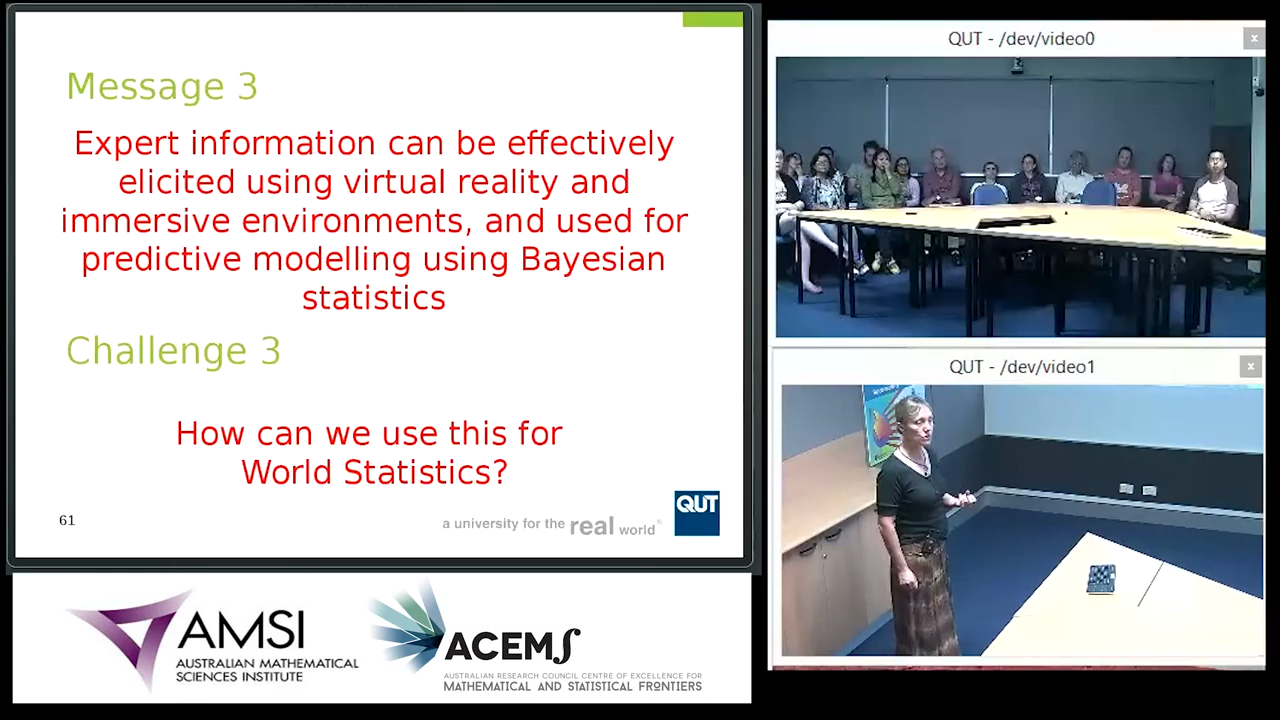 Message 3
Expert information can be effectively
elicited using virtual reality and
immersive environments, and used for
predictive modelling using Bayesian
statistics
Challenge 3
How can we use this for
World Statistics?
61
a university for the real world®
QUT
AMSI
AUSTRALIAN MATHEMATICAL
SCIENCES INSTITUTE
ACEMS
AUSTRALIAN RESEARCH COUNCIL CENTRE OF EXCELLENCE FOR
MATHEMATICAL AND STATISTICAL FRONTIERS
QUT - /dev/video0
x
QUT - /dev/video1
x